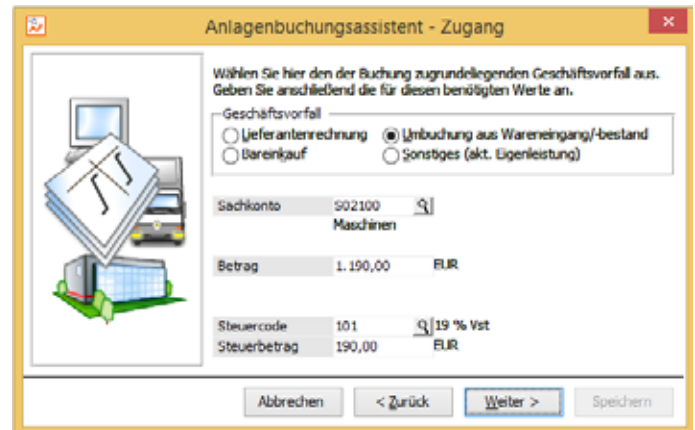 Anlagenbuchungsassistent - Zugang
Wählen Sie hier den der Buchung zugrundeliegenden Geschäftsvorfall aus.
Geben Sie anschließend die für diesen benötigten Werte an.
Geschäftsvorfall
Lieferantenrechnung Umbuchung aus Wareneingang/-bestand
Bareinkauf Sonstiges (akt. Eigenleistung)
Sachkonto S02100
Maschinen
Betrag 1.190,00 EUR
Steuercode 101 19 % Vst
Steuerbetrag 190,00 EUR
Abbrechen < Zurück Weiter > Speichern